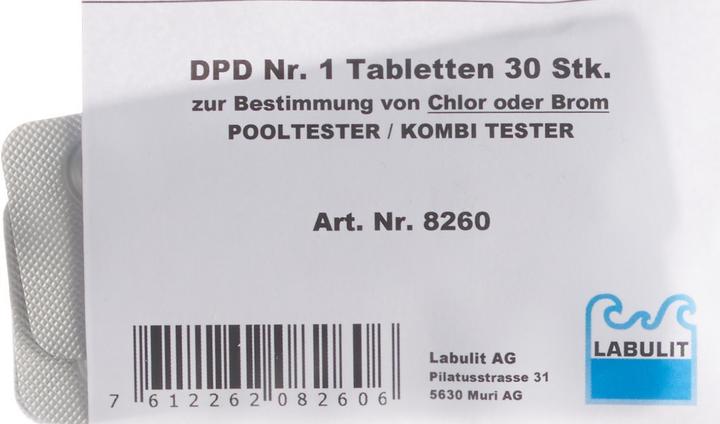 DPD Nr. 1 Tabletten 30 Stk.
zur Bestimmung von Chlor oder Brom
POOLTESTER / KOMBI TESTER
Art. Nr. 8260
7 612262 082606
Labulit AG
Pilatusstrasse 31
5630 Muri AG
LABULIT